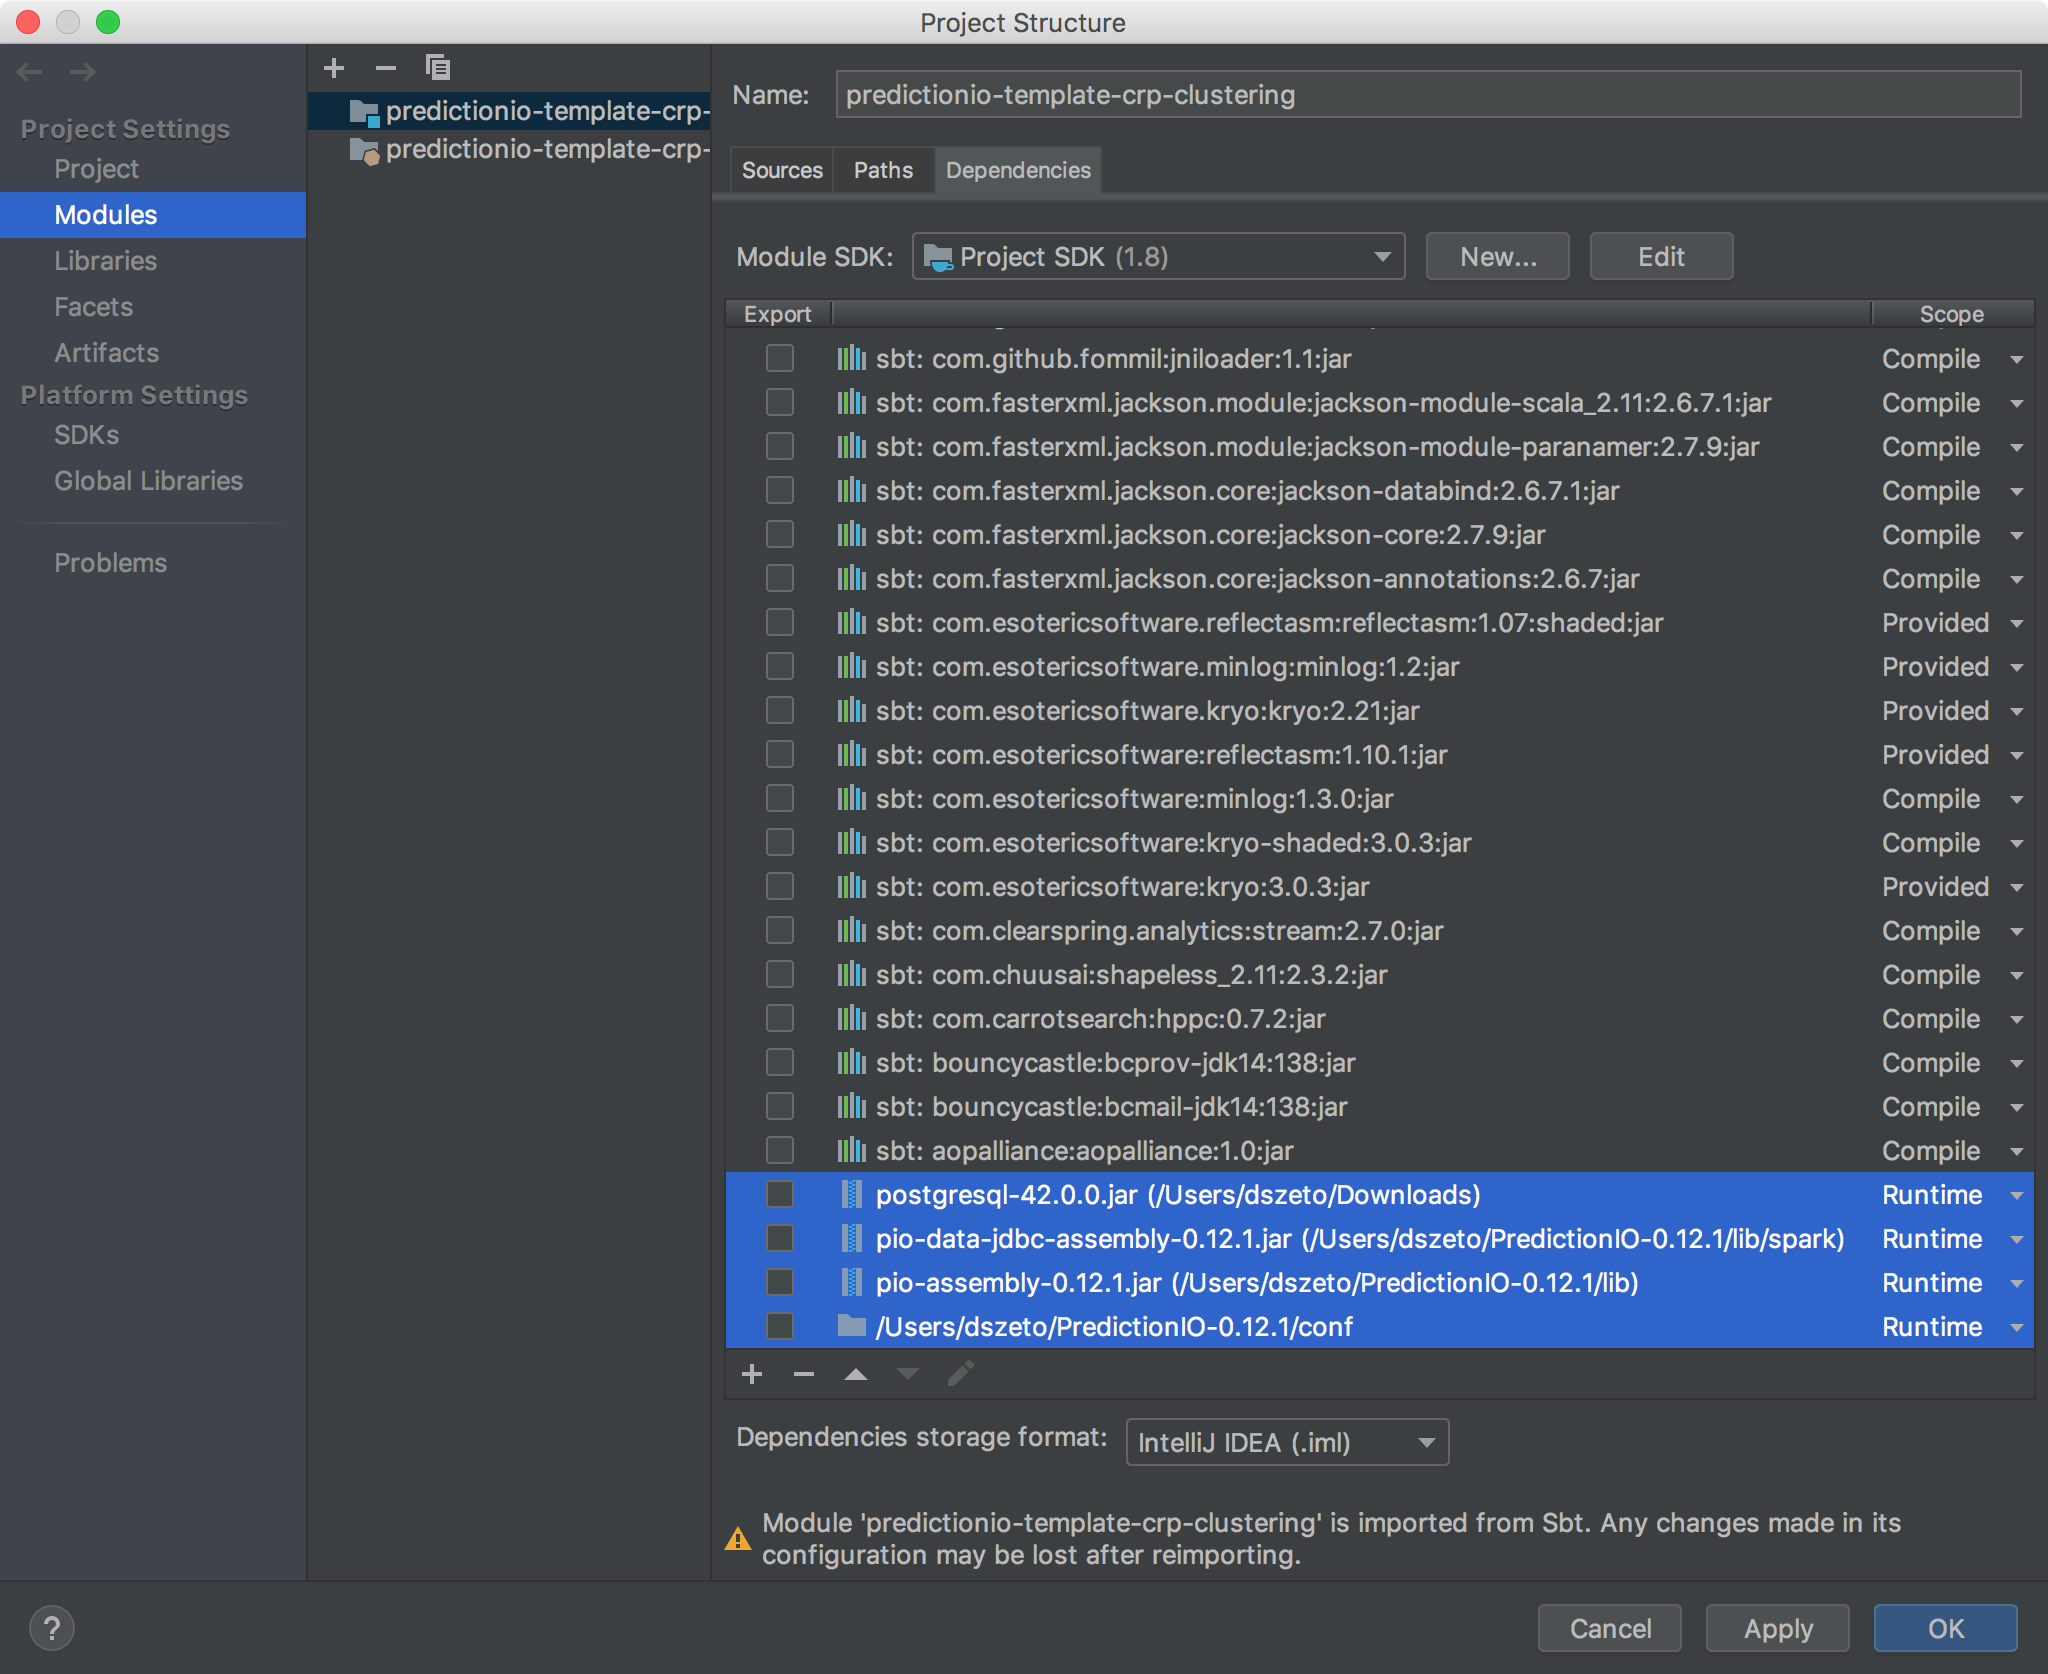 Project Structure
Project Settings
Project
Modules
Libraries
Facets
Artifacts
Platform Settings
SDKs
Global Libraries
Problems
predictionio-template-crp-
predictionio-template-crp-
Name: predictionio-template-crp-clustering
Sources Paths Dependencies
Module SDK: Project SDK (1.8) New... Edit
Export Scope
sbt: com.github.fommil:jniloader:1.1:jar Compile
sbt: com.fasterxml.jackson.module:jackson-module-scala_2.11:2.6.7.1:jar Compile
sbt: com.fasterxml.jackson.module:jackson-module-paranamer:2.7.9:jar Compile
sbt: com.fasterxml.jackson.core:jackson-databind:2.6.7.1:jar Compile
sbt: com.fasterxml.jackson.core:jackson-core:2.7.9:jar Compile
sbt: com.fasterxml.jackson.core:jackson-annotations:2.6.7:jar Compile
sbt: com.esotericsoftware.reflectasm:reflectasm:1.07:shaded:jar Provided
sbt: com.esotericsoftware.minlog:minlog:1.2:jar Provided
sbt: com.esotericsoftware.kryo:kryo:2.21:jar Provided
sbt: com.esotericsoftware:reflectasm:1.10.1:jar Provided
sbt: com.esotericsoftware:minlog:1.3.0:jar Compile
sbt: com.esotericsoftware:kryo-shaded:3.0.3:jar Compile
sbt: com.esotericsoftware:kryo:3.0.3:jar Provided
sbt: com.clearspring.analytics:stream:2.7.0:jar Compile
sbt: com.chuusai:shapeless_2.11:2.3.2:jar Compile
sbt: com.carrotsearch:hppc:0.7.2:jar Compile
sbt: bouncycastle:bcprov-jdk14:138:jar Compile
sbt: bouncycastle:bcmail-jdk14:138:jar Compile
sbt: aopalliance:aopalliance:1.0:jar Compile
postgresql-42.0.0.jar (/Users/dszeto/Downloads) Runtime
pio-data-jdbc-assembly-0.12.1.jar (/Users/dszeto/PredictionIO-0.12.1/lib/spark) Runtime
pio-assembly-0.12.1.jar (/Users/dszeto/PredictionIO-0.12.1/lib) Runtime
/Users/dszeto/PredictionIO-0.12.1/conf Runtime
Dependencies storage format: IntelliJ IDEA (.iml)
Module 'predictionio-template-crp-clustering' is imported from Sbt. Any changes made in its
configuration may be lost after reimporting.
? Cancel Apply OK